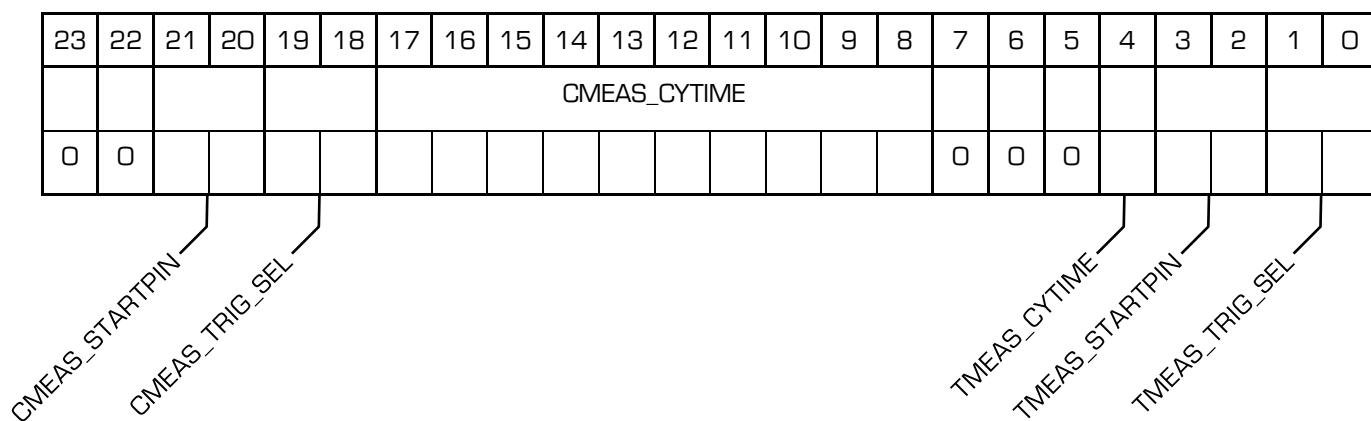 23 22 21 20 19 18 17 16 15 14 13 12 11 10 9 8 7 6 5 4 3 2 1 0
CMEAS_CYTIME
0 0 0 0 0
CMEAS_STARTPIN
CMEAS_TRIG_SEL
TMEAS_CYTIME
TMEAS_STARTPIN
TMEAS_TRIG_SEL